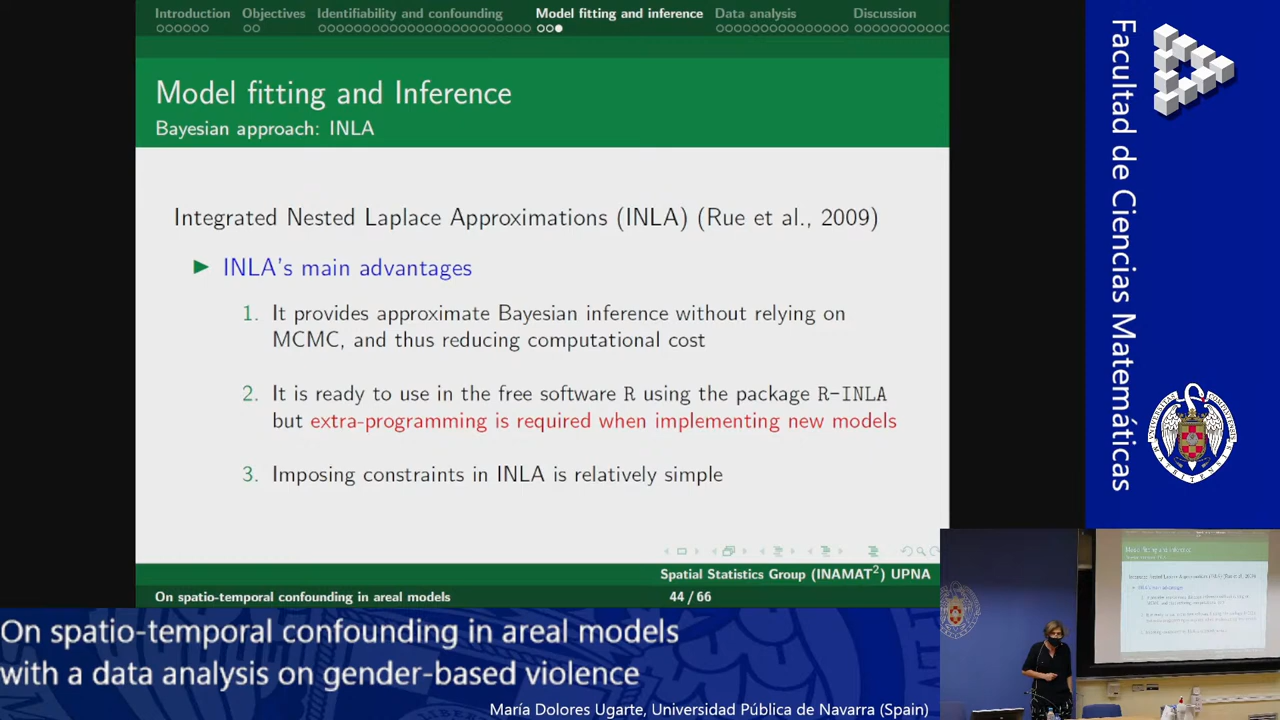 Introduction Objectives Identifiability and confounding Model fitting and inference Data analysis Discussion
Model fitting and Inference
Bayesian approach: INLA
Integrated Nested Laplace Approximations (INLA) (Rue et al., 2009)
INLA's main advantages
1. It provides approximate Bayesian inference without relying on
MCMC, and thus reducing computational cost
2. It is ready to use in the free software R using the package R-INLA
but extra-programming is required when implementing new models
3. Imposing constraints in INLA is relatively simple
Spatial Statistics Group (INAMAT²) UPNA
On spatio-temporal confounding in areal models 44 / 66
On spatio-temporal confounding in areal models
with a data analysis on gender-based violence
María Dolores Ugarte, Universidad Pública de Navarra (Spain)
Facultad de Ciencias Matemáticas
Model fitting and Inference